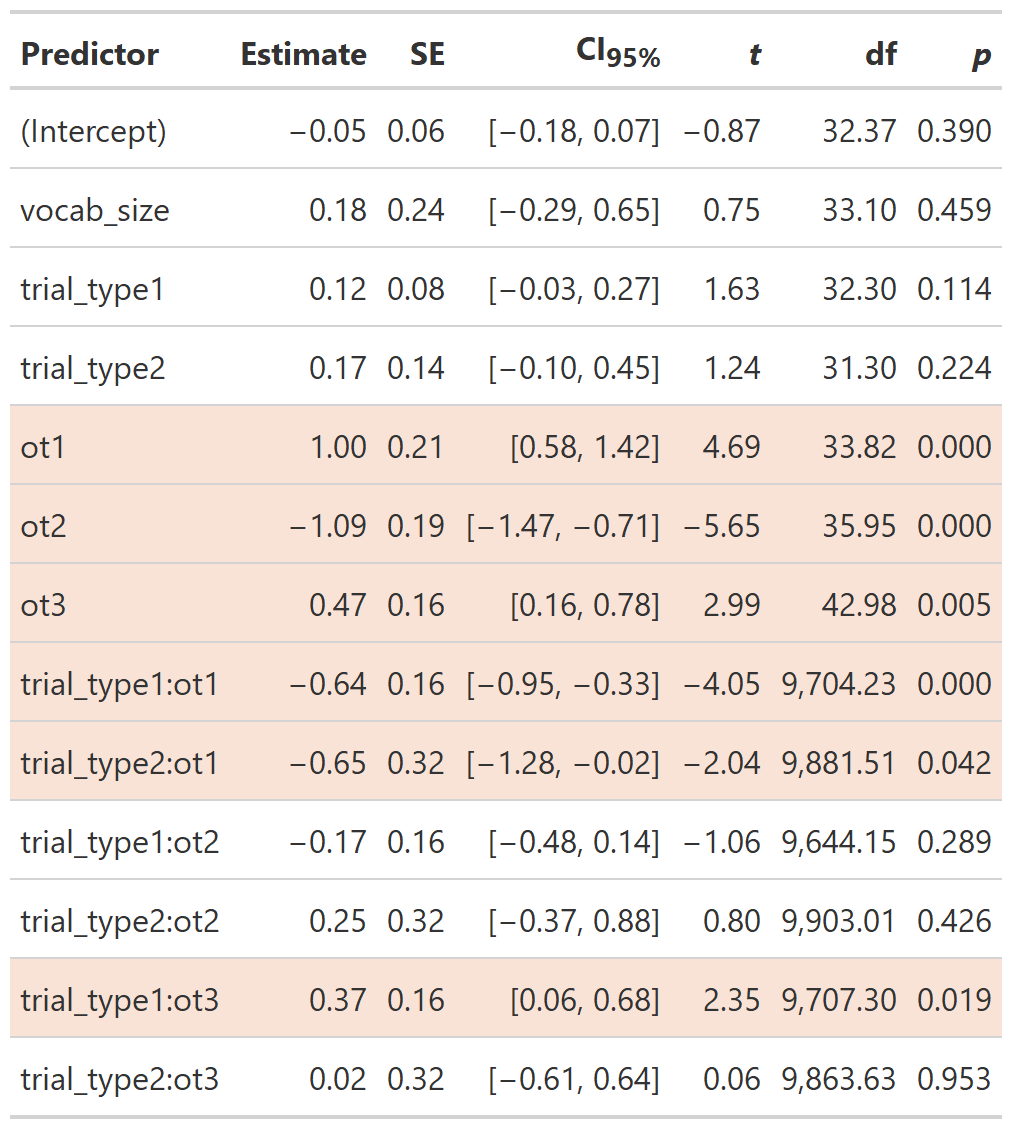 Predictor Estimate SE CI95% t df p
(Intercept) −0.05 0.06 [−0.18, 0.07] −0.87 32.37 0.390
vocab_size 0.18 0.24 [−0.29, 0.65] 0.75 33.10 0.459
trial_type1 0.12 0.08 [−0.03, 0.27] 1.63 32.30 0.114
trial_type2 0.17 0.14 [−0.10, 0.45] 1.24 31.30 0.224
ot1 1.00 0.21 [0.58, 1.42] 4.69 33.82 0.000
ot2 −1.09 0.19 [−1.47, −0.71] −5.65 35.95 0.000
ot3 0.47 0.16 [0.16, 0.78] 2.99 42.98 0.005
trial_type1:ot1 −0.64 0.16 [−0.95, −0.33] −4.05 9,704.23 0.000
trial_type2:ot1 −0.65 0.32 [−1.28, −0.02] −2.04 9,881.51 0.042
trial_type1:ot2 −0.17 0.16 [−0.48, 0.14] −1.06 9,644.15 0.289
trial_type2:ot2 0.25 0.32 [−0.37, 0.88] 0.80 9,903.01 0.426
trial_type1:ot3 0.37 0.16 [0.06, 0.68] 2.35 9,707.30 0.019
trial_type2:ot3 0.02 0.32 [−0.61, 0.64] 0.06 9,863.63 0.953